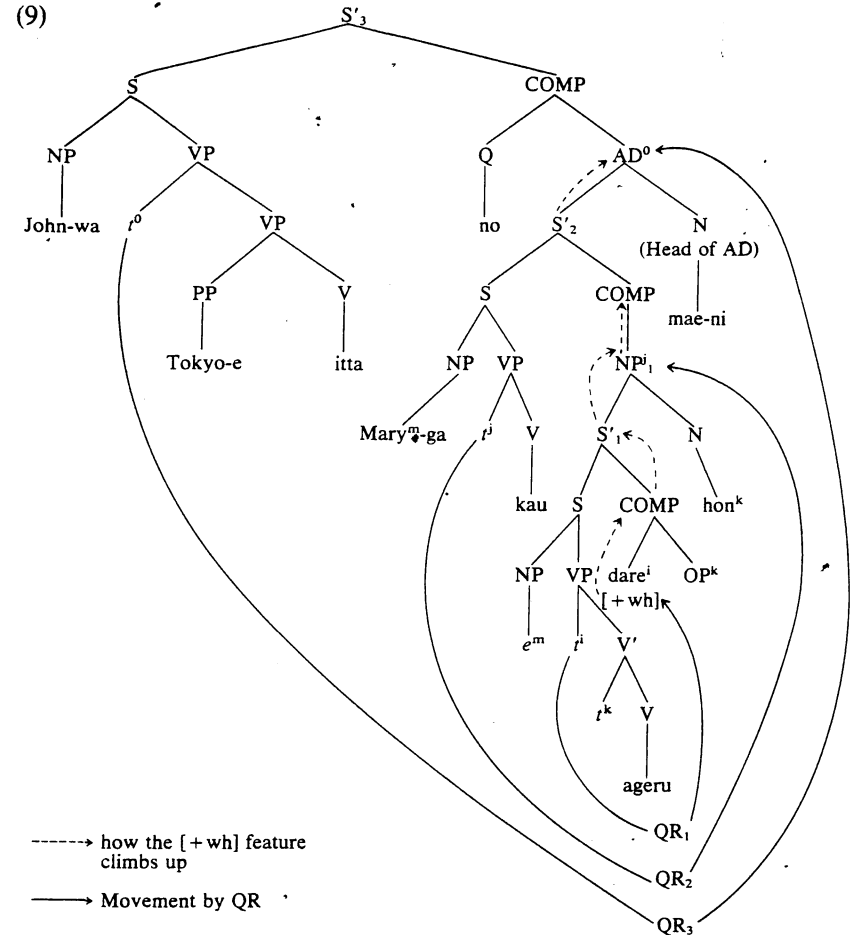 (9)
S′₃
S COMP
NP VP Q AD⁰
John-wa t⁰ VP no S′₂ N
(Head of AD)
PP V S COMP
mae-ni
Tokyo-e itta NP VP NPʲ₁
Maryᵐ-ga tʲ V S′₁ N
kau S COMP honᵏ
NP VP dareⁱ OPᵏ
[+wh]
eᵐ tⁱ V′
tᵏ V
ageru
QR₁
how the [+wh] feature
climbs up
QR₂
Movement by QR
QR₃